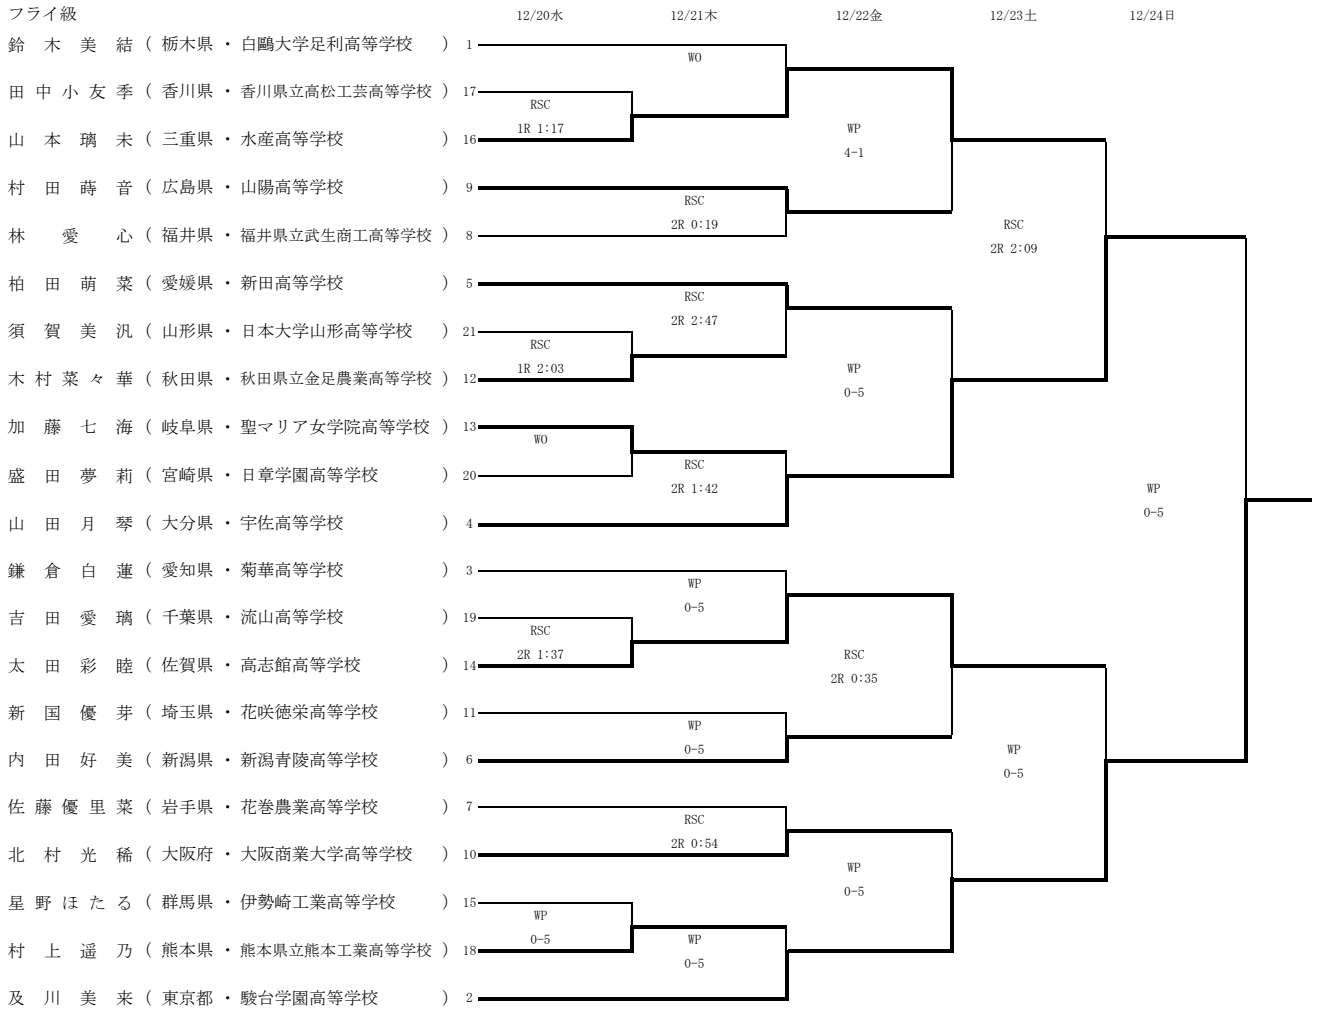 フライ級 12/20水 12/21木 12/22金 12/23土 12/24日
鈴木美結 ( 栃木県 ・ 白鷗大学足利高等学校 ) 1
WO
田中小友季 ( 香川県 ・ 香川県立高松工芸高等学校 ) 17
RSC
1R 1:17 WP
山本璃未 ( 三重県 ・ 水産高等学校 ) 16
4-1
村田蒔音 ( 広島県 ・ 山陽高等学校 ) 9
RSC
2R 0:19 RSC
林愛心 ( 福井県 ・ 福井県立武生商工高等学校 ) 8
2R 2:09
柏田萌菜 ( 愛媛県 ・ 新田高等学校 ) 5
RSC
2R 2:47
須賀美汎 ( 山形県 ・ 日本大学山形高等学校 ) 21
RSC
1R 2:03 WP
木村菜々華 ( 秋田県 ・ 秋田県立金足農業高等学校 ) 12
0-5
加藤七海 ( 岐阜県 ・ 聖マリア女学院高等学校 ) 13
WO
RSC
盛田夢莉 ( 宮崎県 ・ 日章学園高等学校 ) 20
2R 1:42 WP
0-5
山田月琴 ( 大分県 ・ 宇佐高等学校 ) 4
鎌倉白蓮 ( 愛知県 ・ 菊華高等学校 ) 3
WP
0-5
吉田愛璃 ( 千葉県 ・ 流山高等学校 ) 19
RSC
2R 1:37 RSC
太田彩睦 ( 佐賀県 ・ 高志館高等学校 ) 14
2R 0:35
新国優芽 ( 埼玉県 ・ 花咲徳栄高等学校 ) 11
WP
0-5 WP
内田好美 ( 新潟県 ・ 新潟青陵高等学校 ) 6
0-5
佐藤優里菜 ( 岩手県 ・ 花巻農業高等学校 ) 7
RSC
2R 0:54
北村光稀 ( 大阪府 ・ 大阪商業大学高等学校 ) 10
WP
0-5
星野ほたる ( 群馬県 ・ 伊勢崎工業高等学校 ) 15
WP
0-5 WP
村上遥乃 ( 熊本県 ・ 熊本県立熊本工業高等学校 ) 18
0-5
及川美来 ( 東京都 ・ 駿台学園高等学校 ) 2